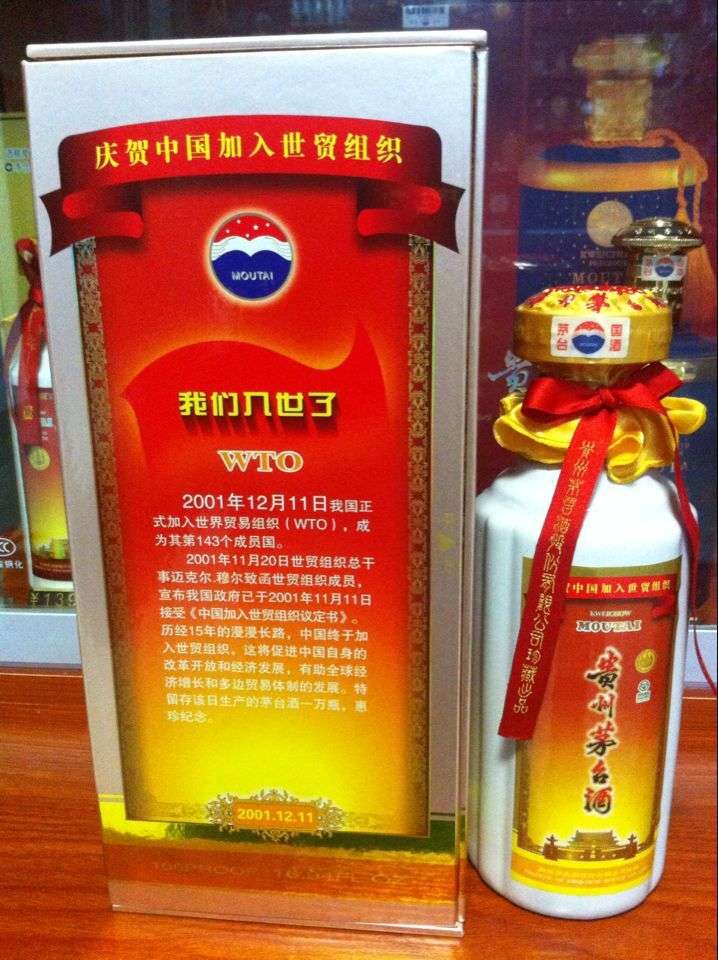 庆贺中国加入世贸组织
MOUTAI
我们入世了
WTO
2001年12月11日我国正
式加入世界贸易组织（WTO），成
为其第143个成员国。
2001年11月20日世贸组织总干
事迈克尔.穆尔致函世贸组织成员，
宣布我国政府已于2001年11月11日
接受《中国加入世贸组织议定书》。
历经15年的漫漫长路，中国终于加
入世贸组织，这将促进中国自身的
改革开放和经济发展，有助全球经
济增长和多边贸易体制的发展。特
留存该日生产的茅台酒一万瓶，惠
珍纪念。
2001.12.11
茅台
国酒
MOUTAI
贵州茅台酒股份有限公司珍藏出品
庆贺中国加入世贸组织
KWEICHOW
MOUTAI
贵州茅台酒